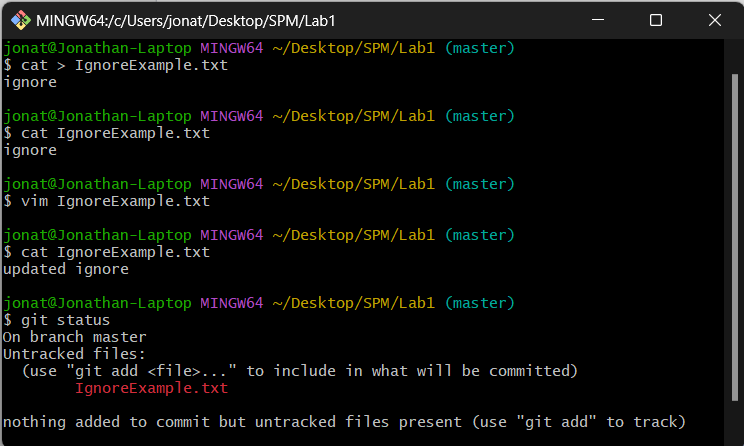 MINGW64:/c/Users/jonat/Desktop/SPM/Lab1
jonat@Jonathan-Laptop MINGW64 ~/Desktop/SPM/Lab1 (master)
$ cat > IgnoreExample.txt
ignore
jonat@Jonathan-Laptop MINGW64 ~/Desktop/SPM/Lab1 (master)
$ cat IgnoreExample.txt
ignore
jonat@Jonathan-Laptop MINGW64 ~/Desktop/SPM/Lab1 (master)
$ vim IgnoreExample.txt
jonat@Jonathan-Laptop MINGW64 ~/Desktop/SPM/Lab1 (master)
$ cat IgnoreExample.txt
updated ignore
jonat@Jonathan-Laptop MINGW64 ~/Desktop/SPM/Lab1 (master)
$ git status
On branch master
Untracked files:
  (use "git add <file>..." to include in what will be committed)
        IgnoreExample.txt
nothing added to commit but untracked files present (use "git add" to track)